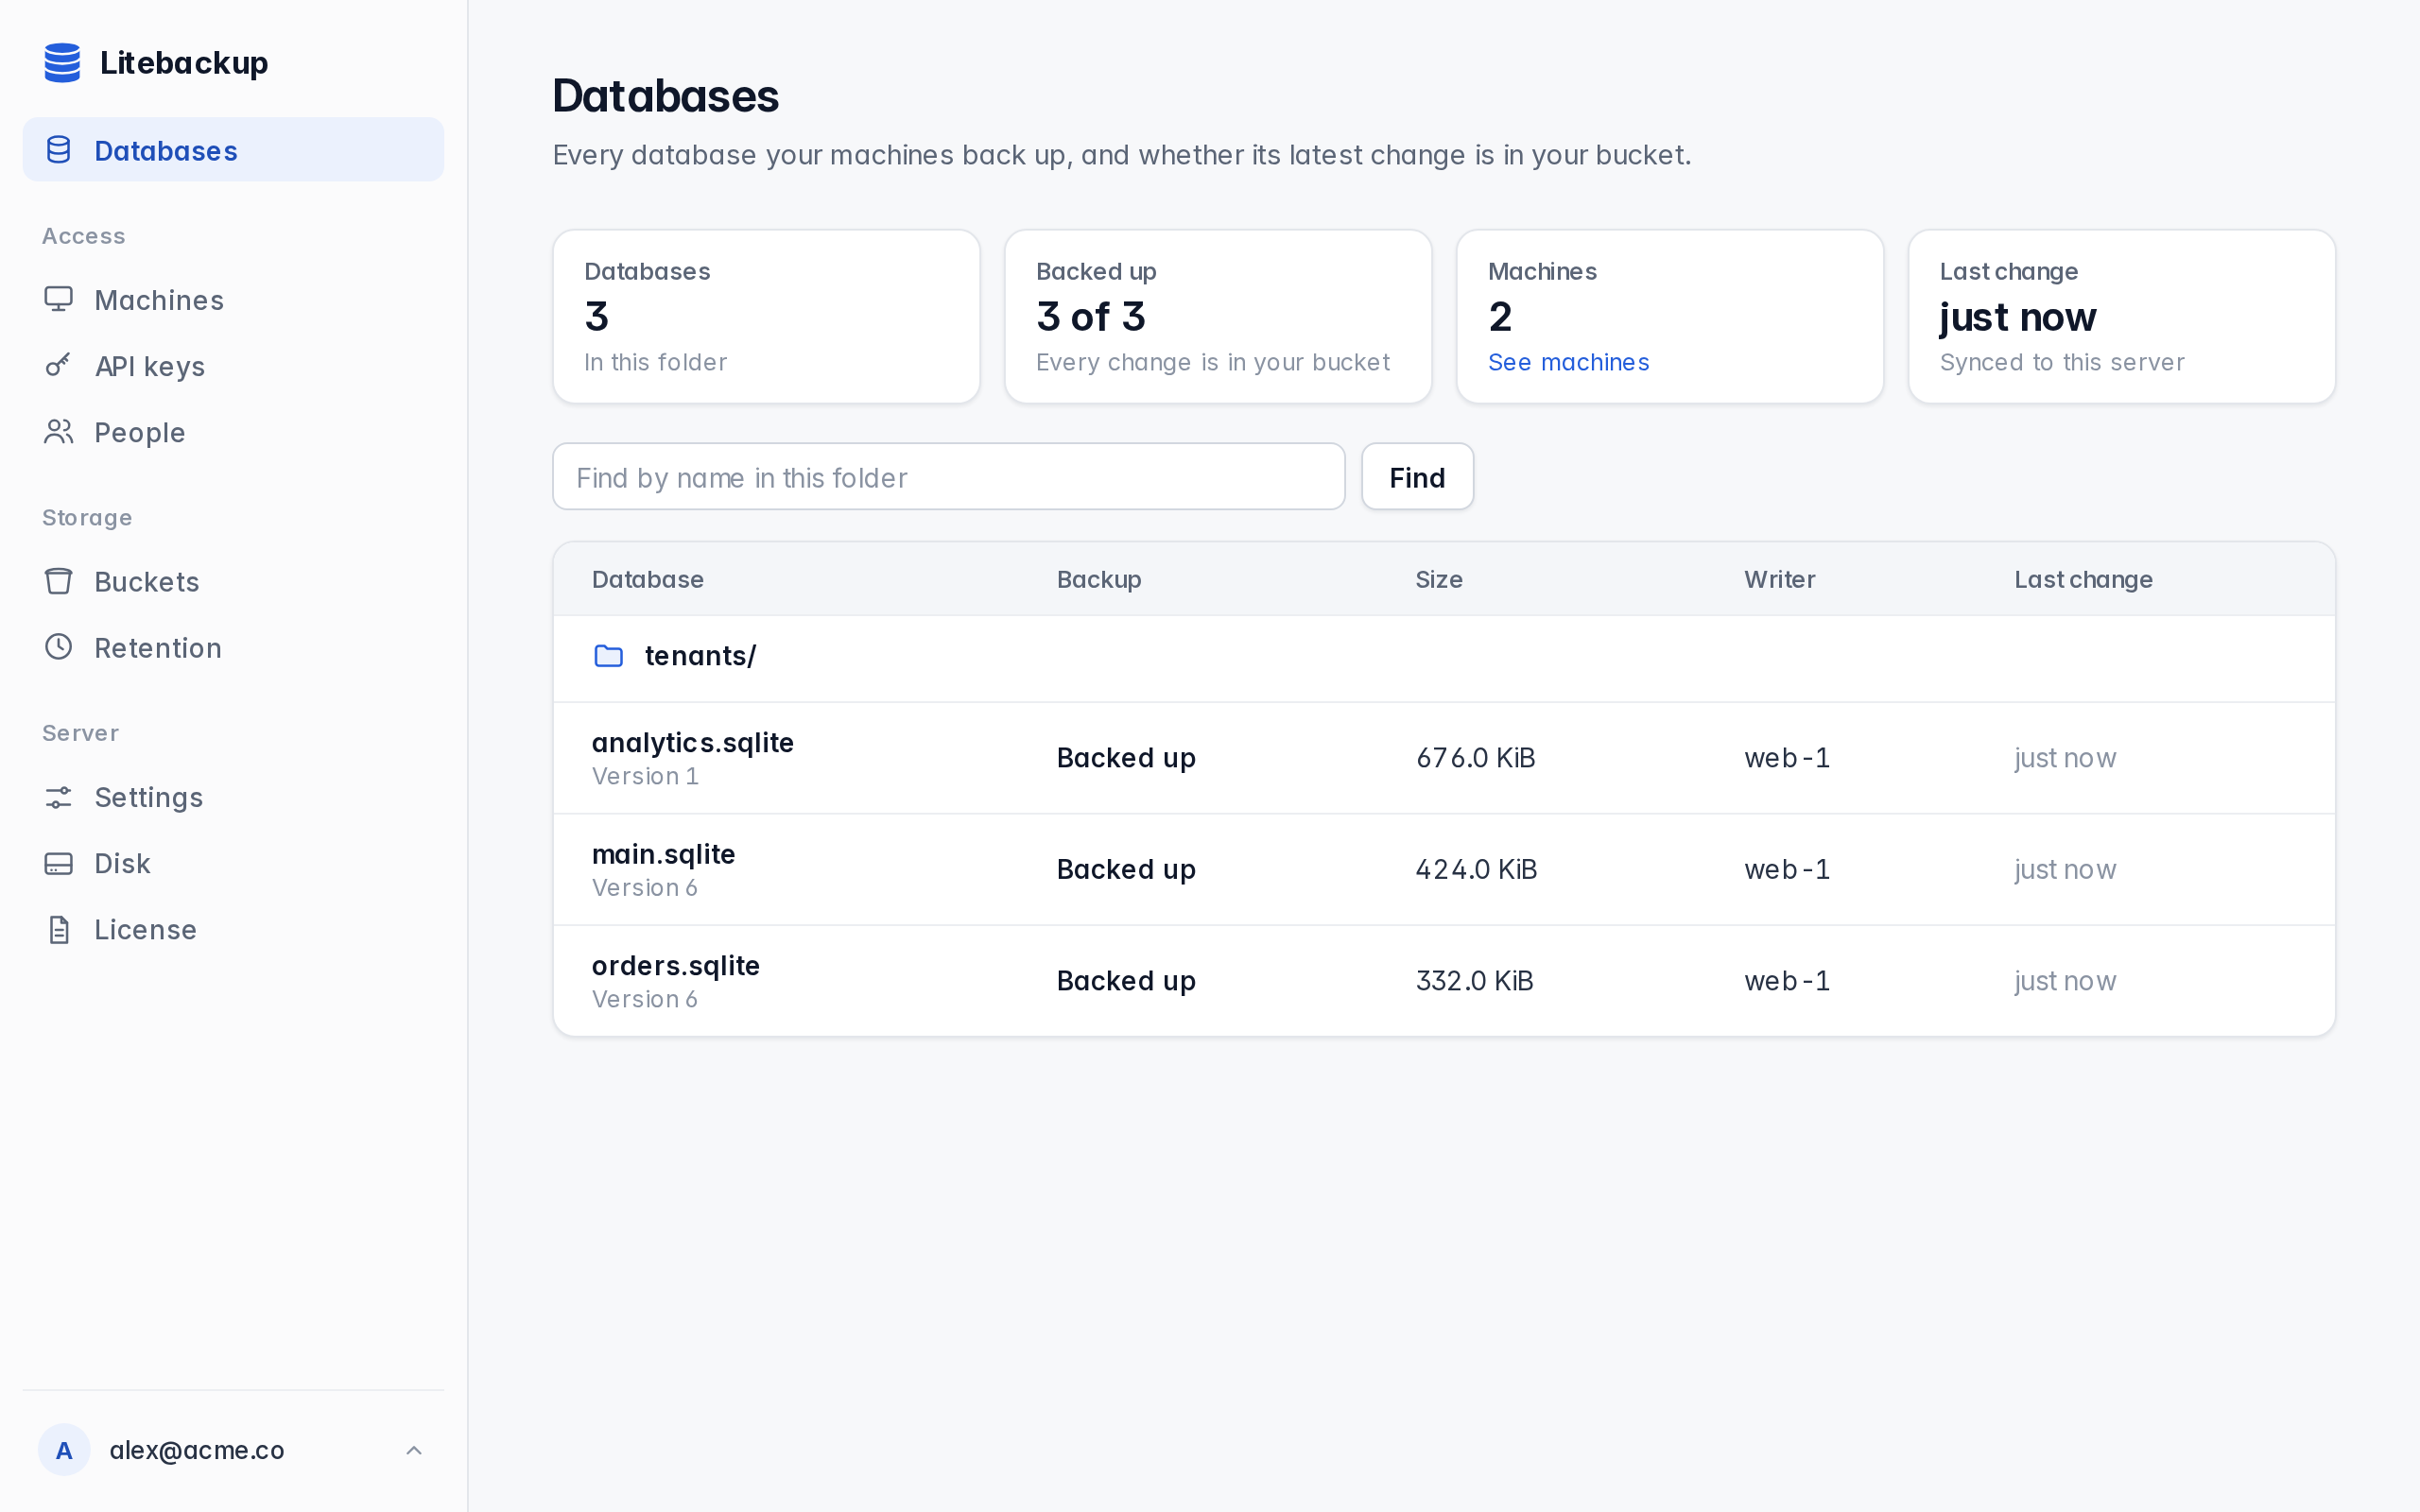 Litebackup
Databases
Access
Machines
API keys
People
Storage
Buckets
Retention
Server
Settings
Disk
License
A alex@acme.co
Databases
Every database your machines back up, and whether its latest change is in your bucket.
Databases
3
In this folder
Backed up
3 of 3
Every change is in your bucket
Machines
2
See machines
Last change
just now
Synced to this server
Find by name in this folder Find
Database Backup Size Writer Last change
tenants/
analytics.sqlite
Version 1
Backed up 676.0 KiB web-1 just now
main.sqlite
Version 6
Backed up 424.0 KiB web-1 just now
orders.sqlite
Version 6
Backed up 332.0 KiB web-1 just now